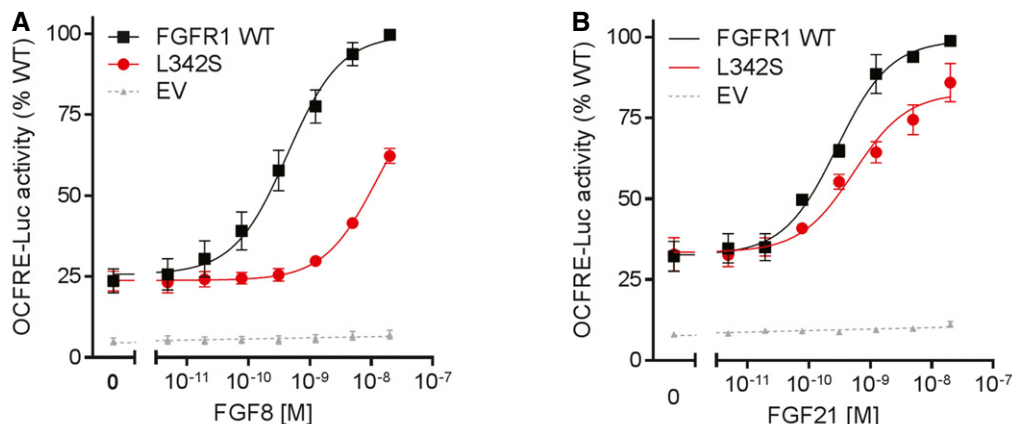 A
OCFRE-Luc activity (% WT)
100
75
50
25
0
FGFR1 WT
L342S
EV
0
10-11
10-10
10-9
10-8
10-7
FGF8 [M]
B
OCFRE-Luc activity (% WT)
100
75
50
25
0
FGFR1 WT
L342S
EV
0
10-11
10-10
10-9
10-8
10-7
FGF21 [M]